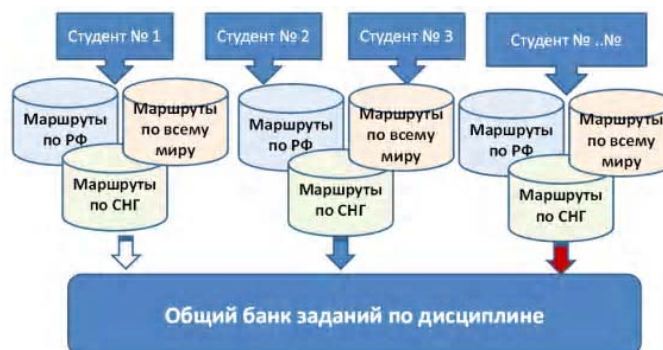 Студент № 1
Студент № 2
Студент № 3
Студент № ..№
Маршруты
по РФ
Маршруты
по всему
миру
Маршруты
по СНГ
Маршруты
по РФ
Маршруты
по всему
миру
Маршруты
по СНГ
Маршруты
по РФ
Маршруты
по всему
миру
Маршруты
по СНГ
Общий банк заданий по дисциплине